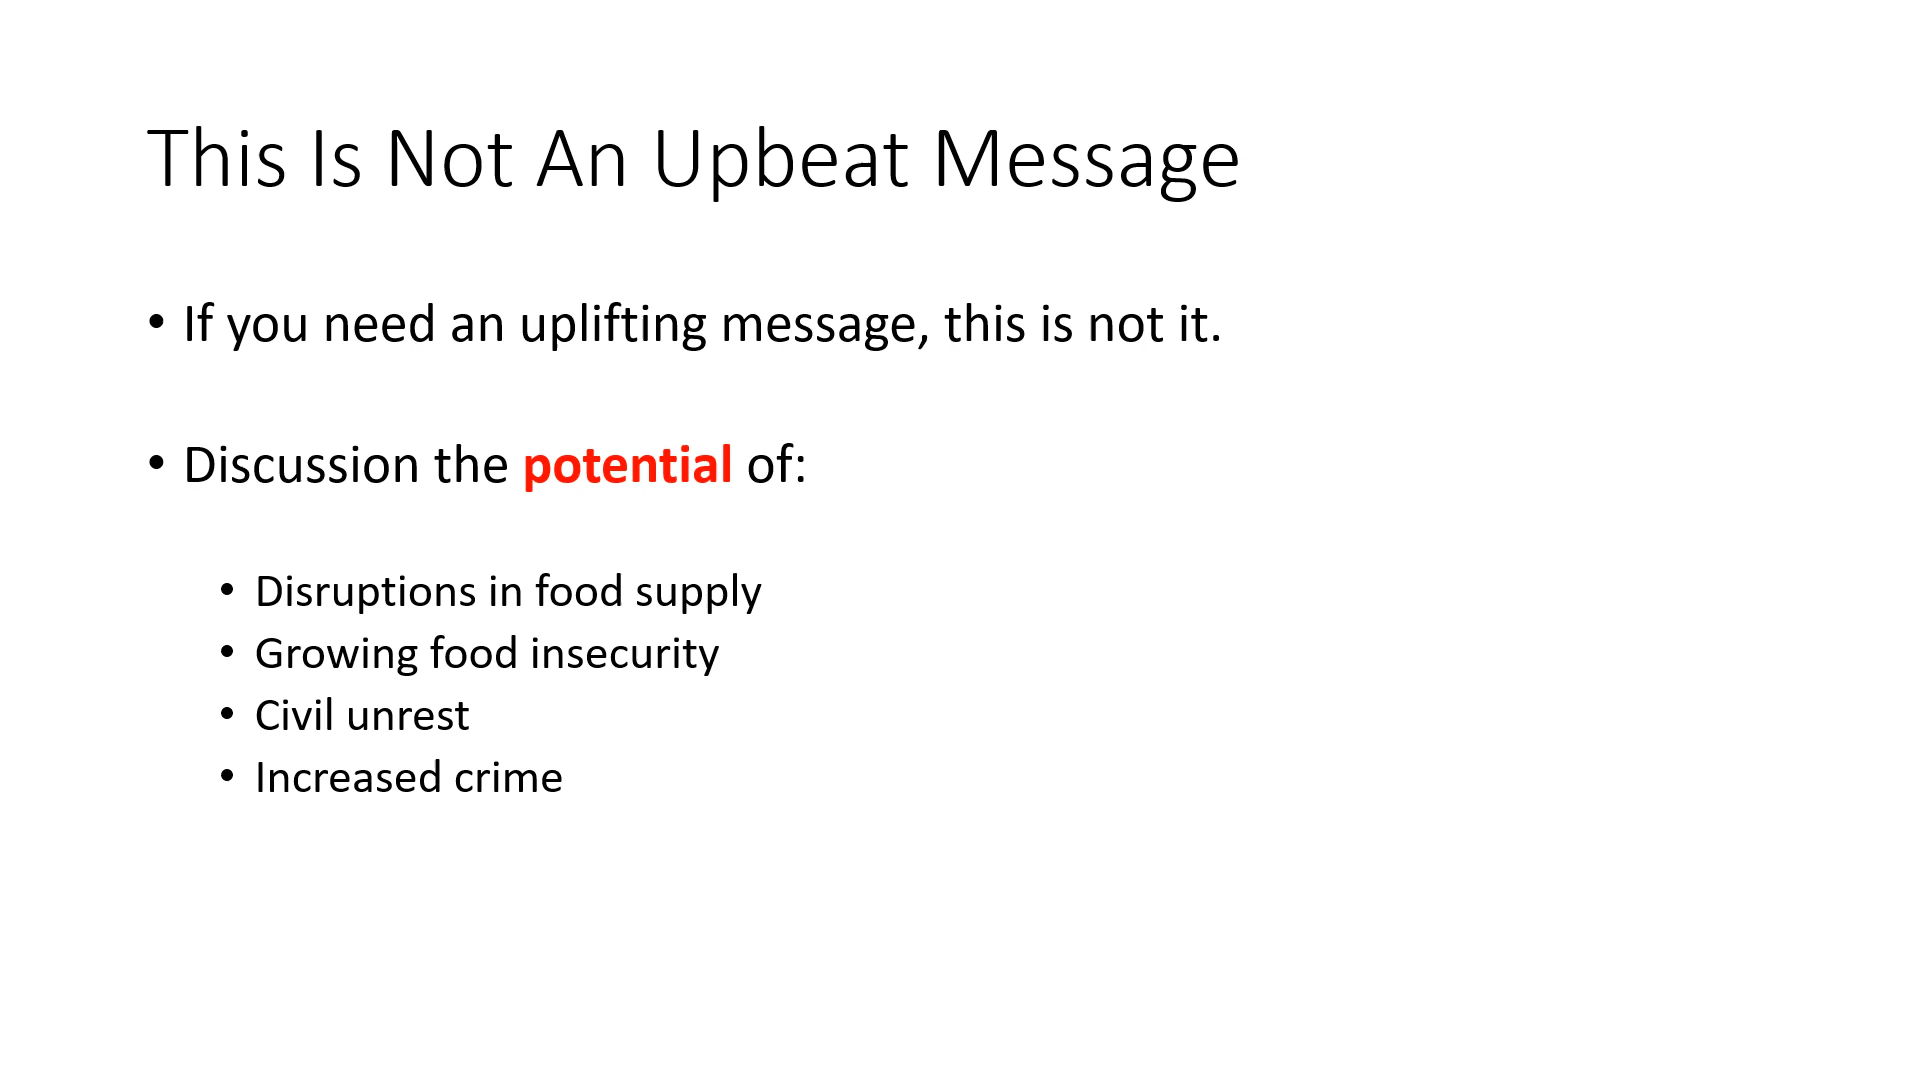 This Is Not An Upbeat Message
• If you need an uplifting message, this is not it.
• Discussion the potential of:
• Disruptions in food supply
• Growing food insecurity
• Civil unrest
• Increased crime